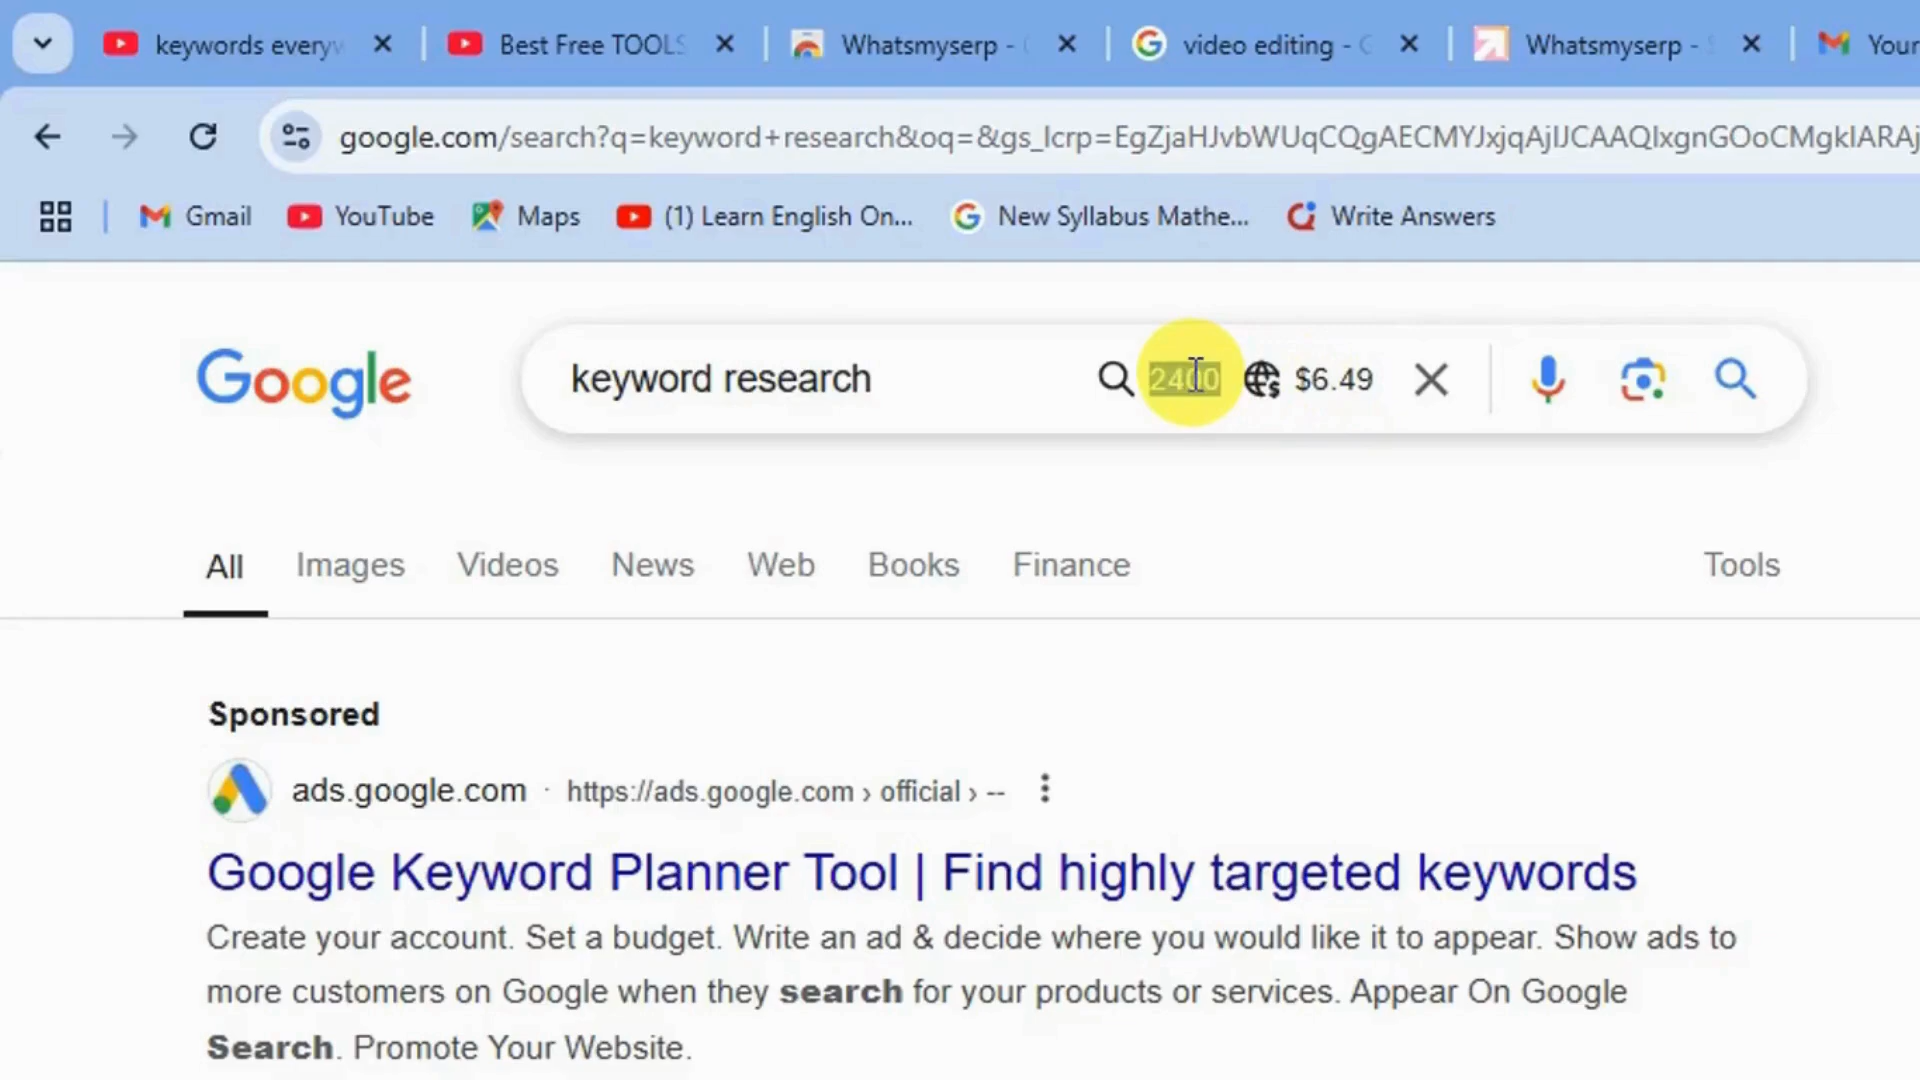 keywords everyw
Best Free TOOLS
Whatsmyserp -
video editing -
Whatsmyserp -
Your
google.com/search?q=keyword+research&oq=&gs_lcrp=
Gmail
YouTube
Maps
(1) Learn English On...
New Syllabus Mathe...
Write Answers
Google
keyword research
2400
$6.49
All
Images
Videos
News
Web
Books
Finance
Tools
Sponsored
ads.google.com · https://ads.google.com › official › --
Google Keyword Planner Tool | Find highly targeted keywords
Create your account. Set a budget. Write an ad & decide where you would like it to appear. Show ads to
more customers on Google when they search for your products or services. Appear On Google
Search. Promote Your Website.